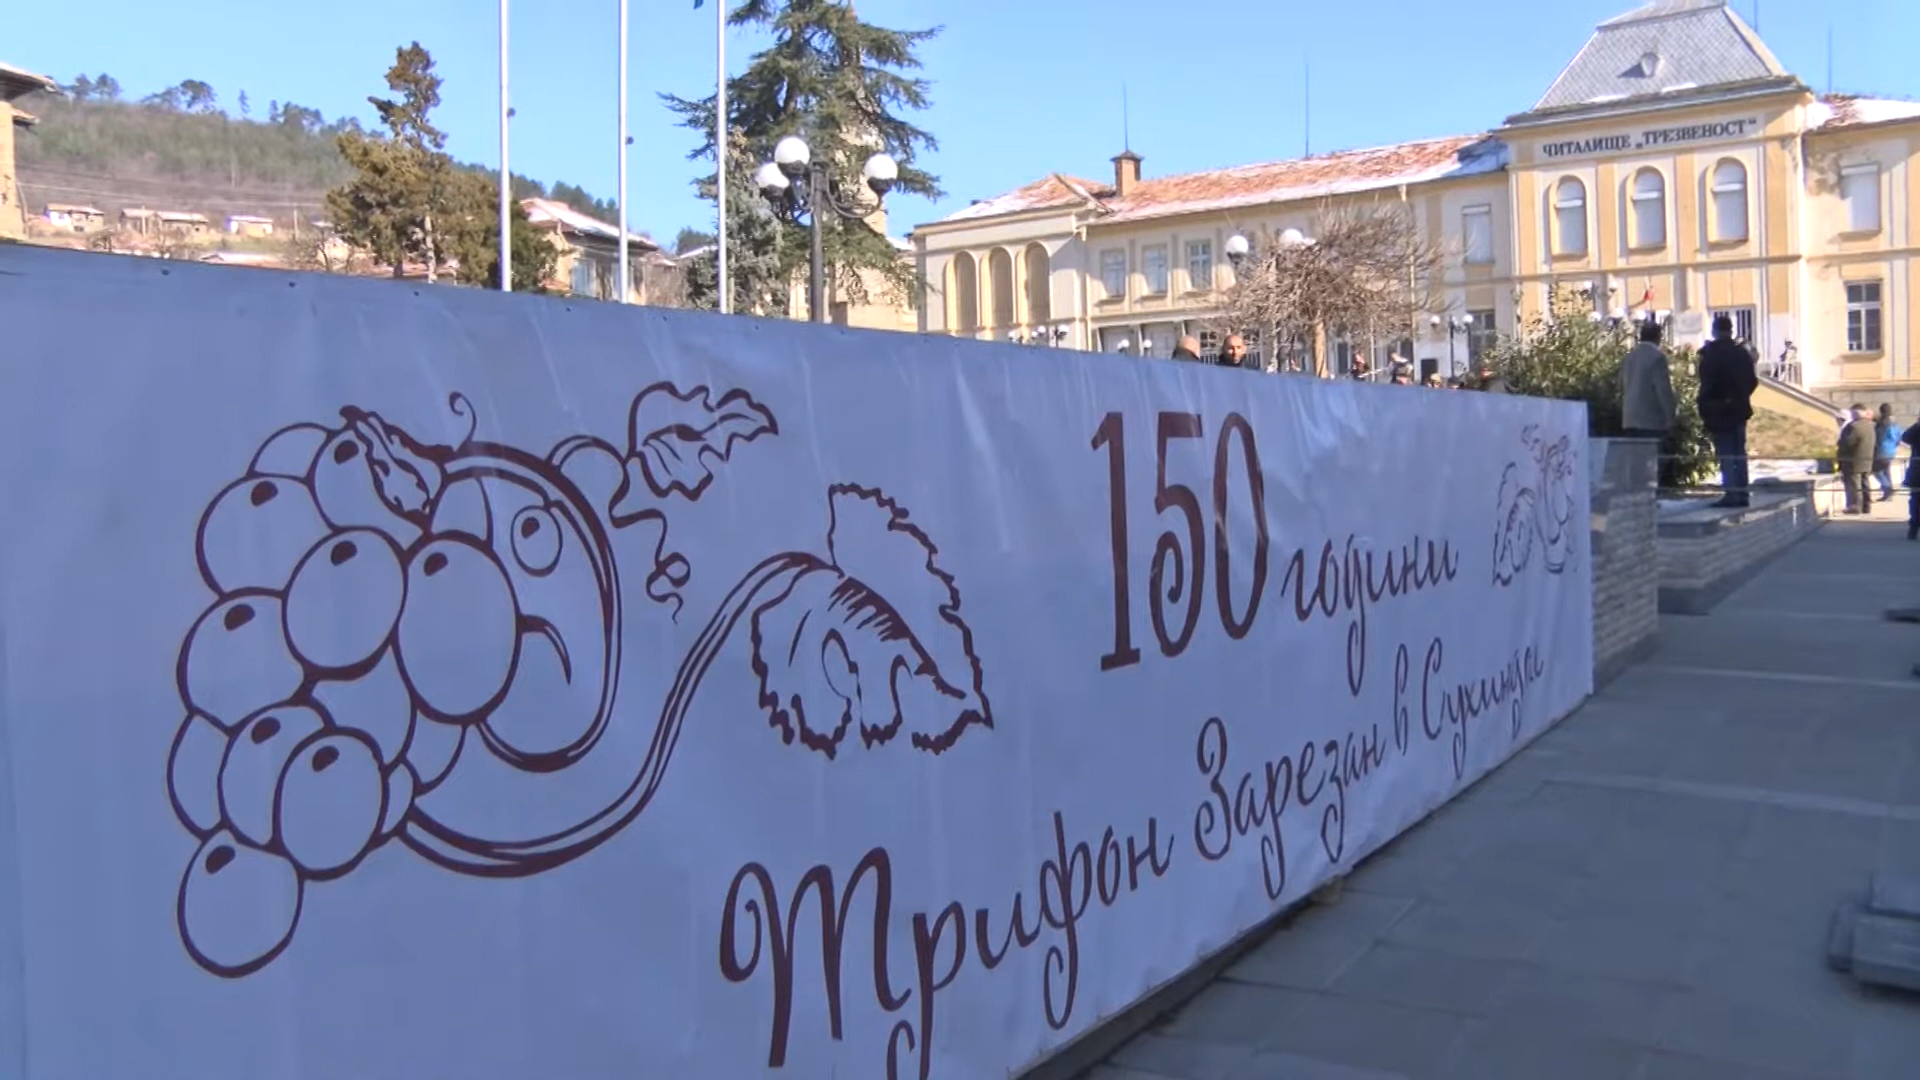 ЧИТАЛИЩЕ „ТРЕЗВЕНОСТ“
150 години
Трифон Зарезан в Сухиндол